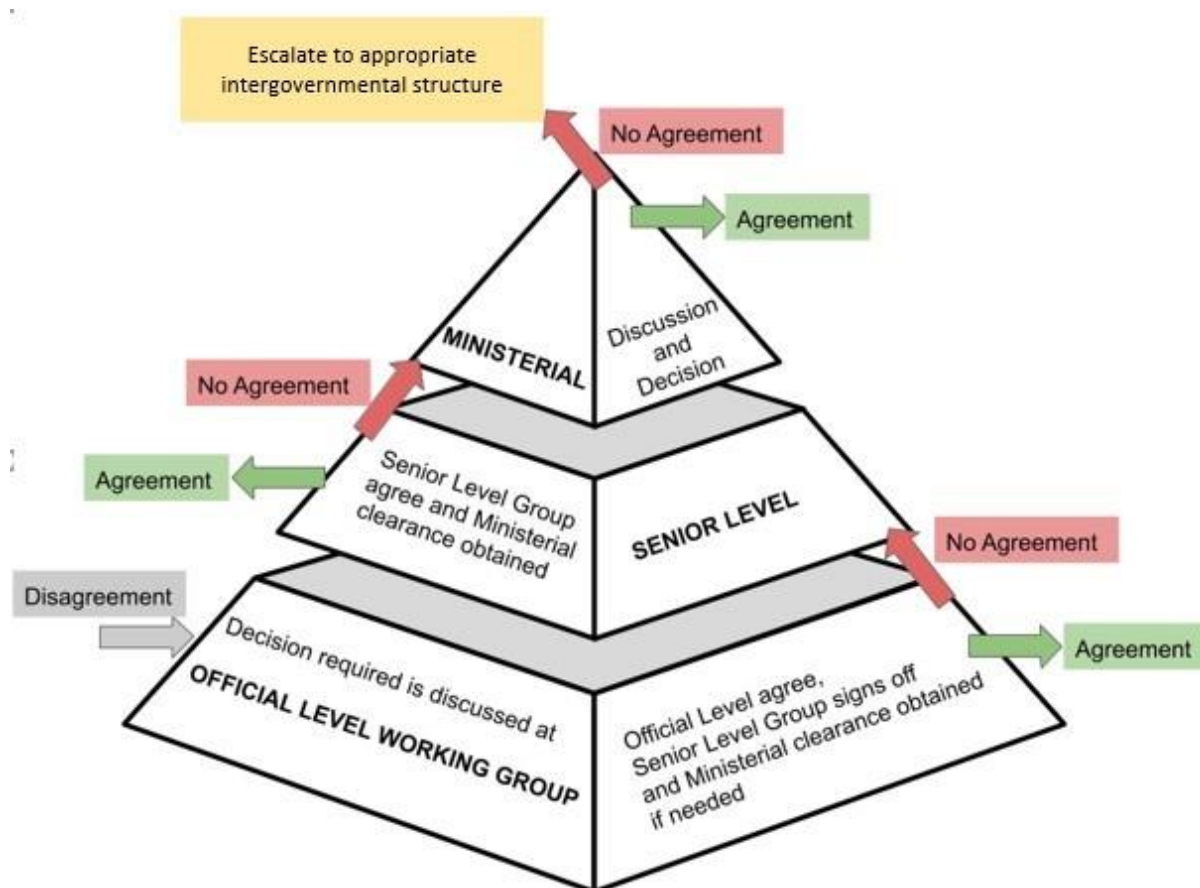 Escalate to appropriate
intergovernmental structure
No Agreement
Agreement
MINISTERIAL
Discussion
and
Decision
No Agreement
Agreement
Senior Level Group
agree and Ministerial
clearance obtained
SENIOR LEVEL
No Agreement
Disagreement
Decision required is discussed at
OFFICIAL LEVEL WORKING GROUP
Official Level agree,
Senior Level Group signs off
and Ministerial clearance obtained
if needed
Agreement